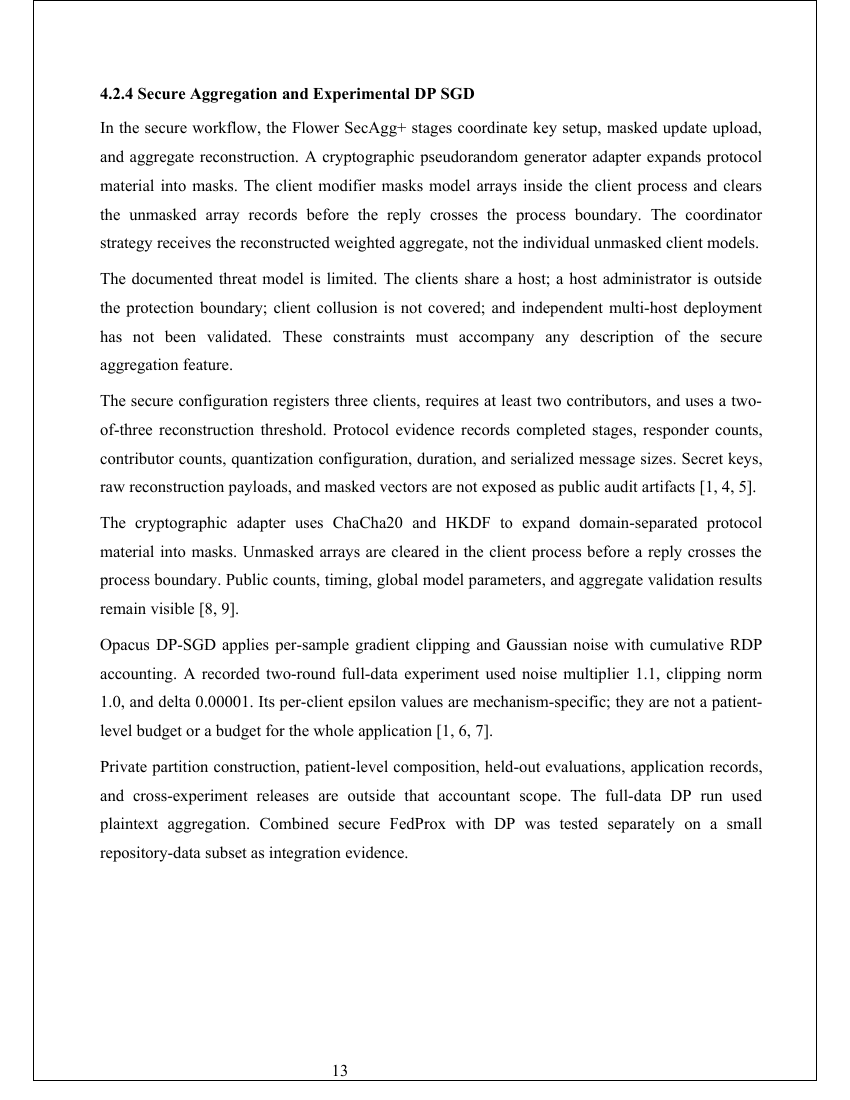 4.2.4 Secure Aggregation and Experimental DP SGD
In the secure workflow, the Flower SecAgg+ stages coordinate key setup, masked update upload,
and aggregate reconstruction. A cryptographic pseudorandom generator adapter expands protocol
material into masks. The client modifier masks model arrays inside the client process and clears
the unmasked array records before the reply crosses the process boundary. The coordinator
strategy receives the reconstructed weighted aggregate, not the individual unmasked client models.
The documented threat model is limited. The clients share a host; a host administrator is outside
the protection boundary; client collusion is not covered; and independent multi-host deployment
has not been validated. These constraints must accompany any description of the secure
aggregation feature.
The secure configuration registers three clients, requires at least two contributors, and uses a two-
of-three reconstruction threshold. Protocol evidence records completed stages, responder counts,
contributor counts, quantization configuration, duration, and serialized message sizes. Secret keys,
raw reconstruction payloads, and masked vectors are not exposed as public audit artifacts [1, 4, 5].
The cryptographic adapter uses ChaCha20 and HKDF to expand domain-separated protocol
material into masks. Unmasked arrays are cleared in the client process before a reply crosses the
process boundary. Public counts, timing, global model parameters, and aggregate validation results
remain visible [8, 9].
Opacus DP-SGD applies per-sample gradient clipping and Gaussian noise with cumulative RDP
accounting. A recorded two-round full-data experiment used noise multiplier 1.1, clipping norm
1.0, and delta 0.00001. Its per-client epsilon values are mechanism-specific; they are not a patient-
level budget or a budget for the whole application [1, 6, 7].
Private partition construction, patient-level composition, held-out evaluations, application records,
and cross-experiment releases are outside that accountant scope. The full-data DP run used
plaintext aggregation. Combined secure FedProx with DP was tested separately on a small
repository-data subset as integration evidence.
13